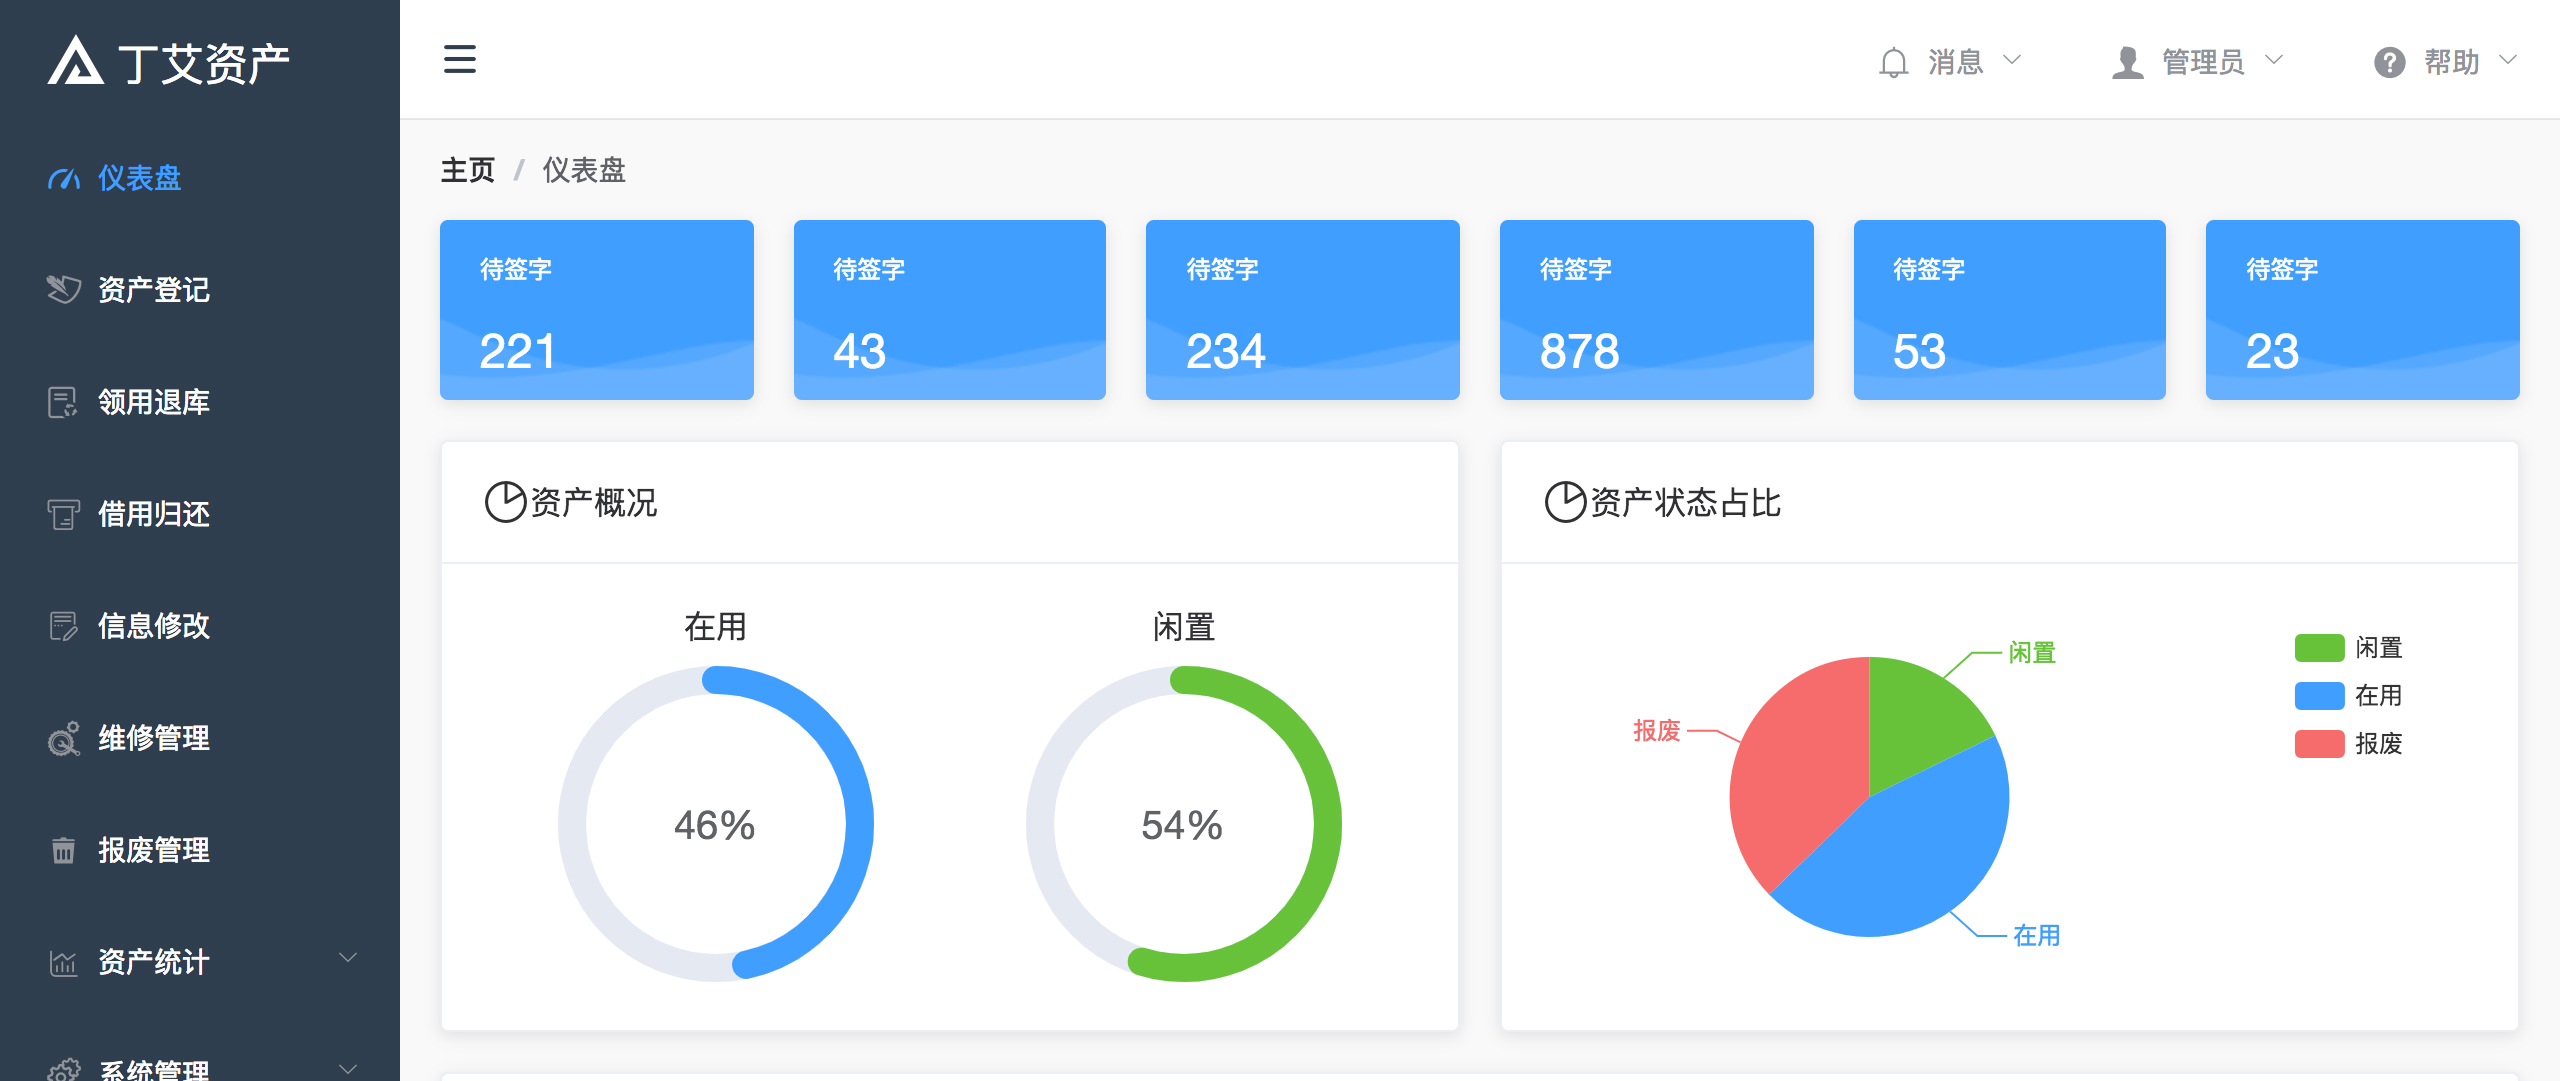 丁艾资产
消息
管理员
帮助
仪表盘
资产登记
领用退库
借用归还
信息修改
维修管理
报废管理
资产统计
系统管理
主页 / 仪表盘
待签字
221
待签字
43
待签字
234
待签字
878
待签字
53
待签字
23
资产概况
在用
46%
闲置
54%
资产状态占比
闲置
报废
在用
闲置
在用
报废